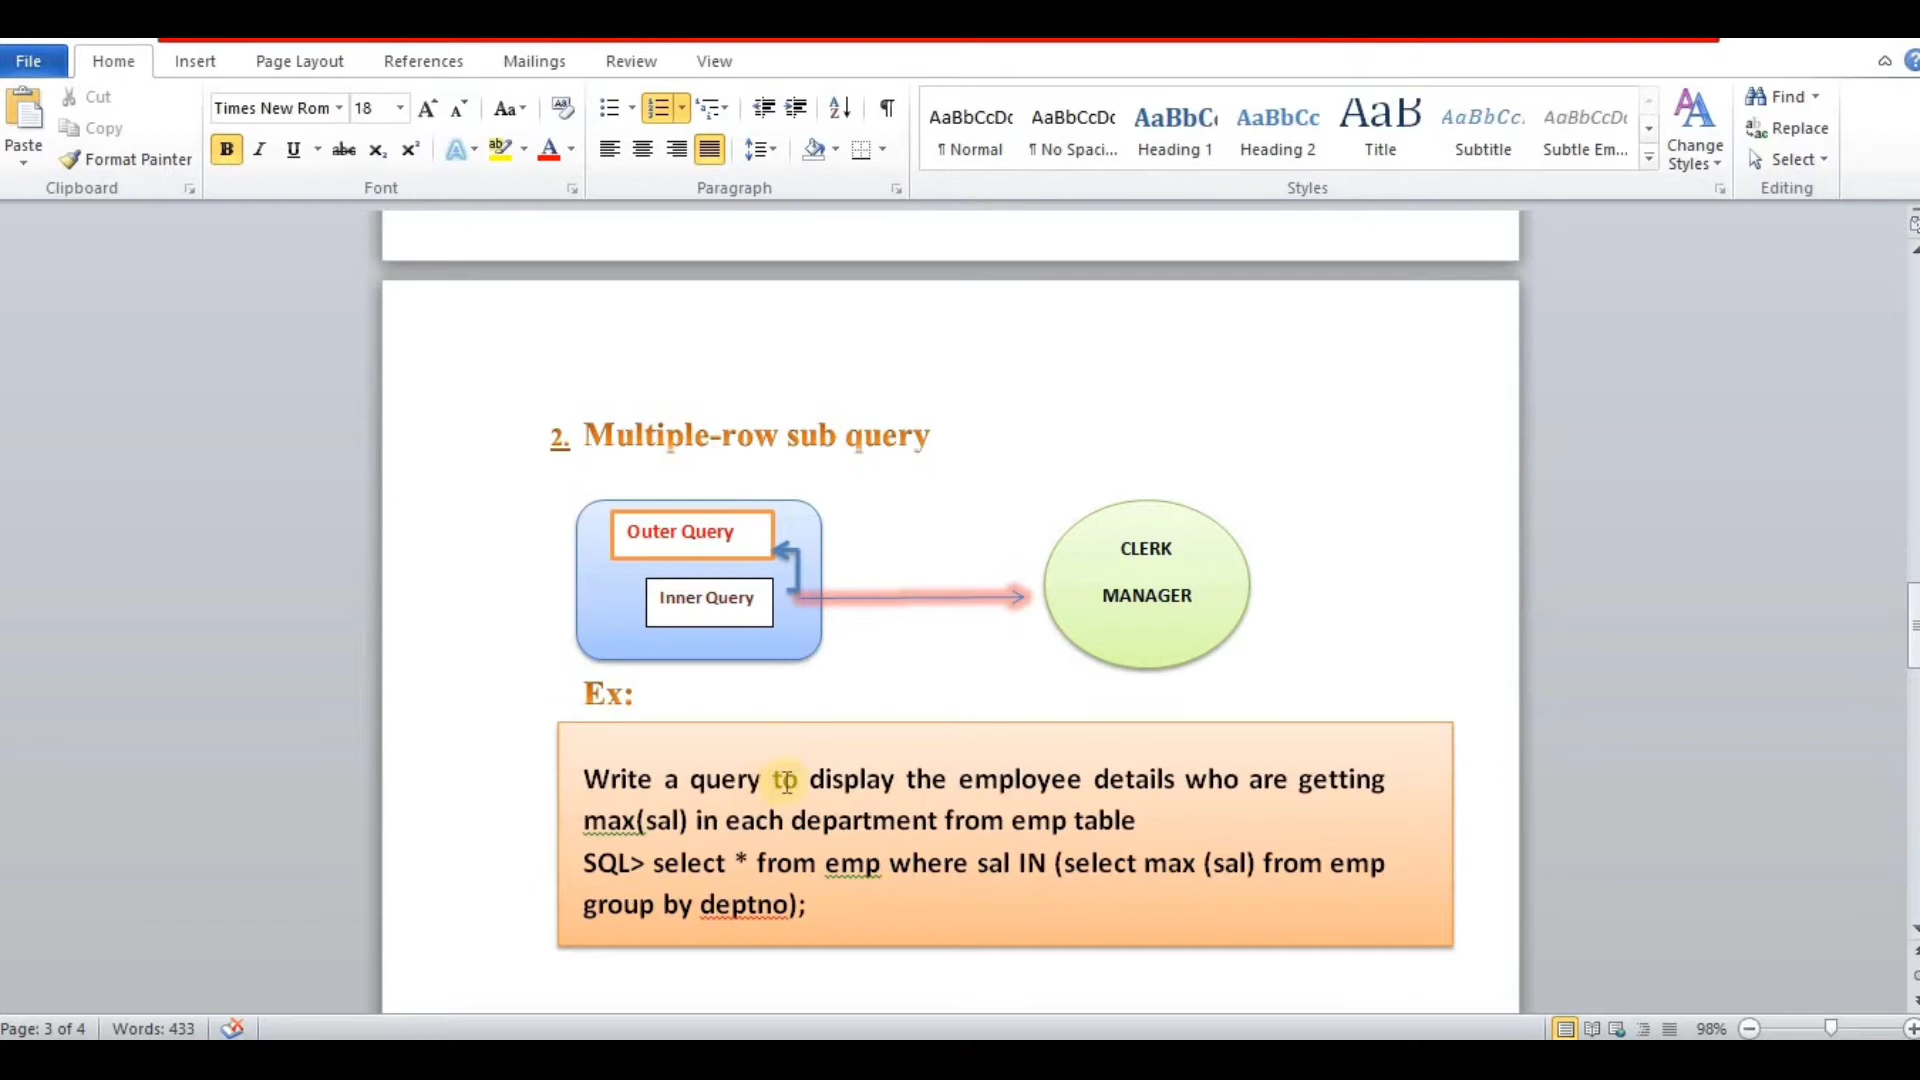 File Home Insert Page Layout References Mailings Review View
Cut
Copy
Format Painter
Paste
Clipboard
Times New Rom 18
Font
Paragraph
AaBbCcDc AaBbCcDc AaBbC AaBbCc AaB AaBbCc. AaBbCcDc
¶ Normal ¶ No Spaci... Heading 1 Heading 2 Title Subtitle Subtle Em...
Styles
Change
Styles
Find
Replace
Select
Editing
2. Multiple-row sub query
Outer Query
Inner Query
CLERK
MANAGER
Ex:
Write a query to display the employee details who are getting
max(sal) in each department from emp table
SQL> select * from emp where sal IN (select max (sal) from emp
group by deptno);
Page: 3 of 4 Words: 433 98%